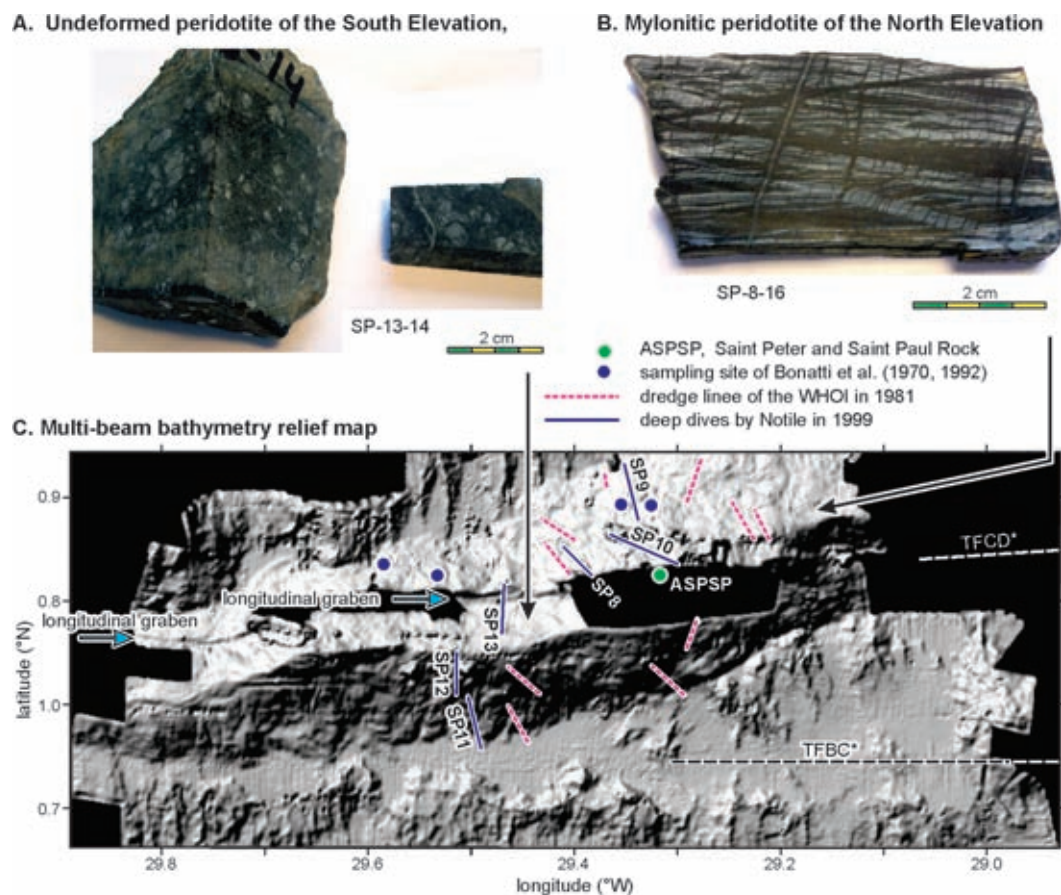 A. Undeformed peridotite of the South Elevation,
B. Mylonitic peridotite of the North Elevation
14
SP-13-14
2 cm
SP-8-16
2 cm
ASPSP, Saint Peter and Saint Paul Rock
sampling site of Bonatti et al. (1970, 1992)
dredge linee of the WHOI in 1981
deep dives by Notile in 1999
C. Multi-beam bathymetry relief map
0.9
0.8
1.0
0.7
latitude (°N)
SP9
SP10
SP8
ASPSP
TFCD*
longitudinal graben
longitudinal graben
SP13
SP12
SP11
TFBC*
29.8
29.6
29.4
29.2
29.0
longitude (°W)